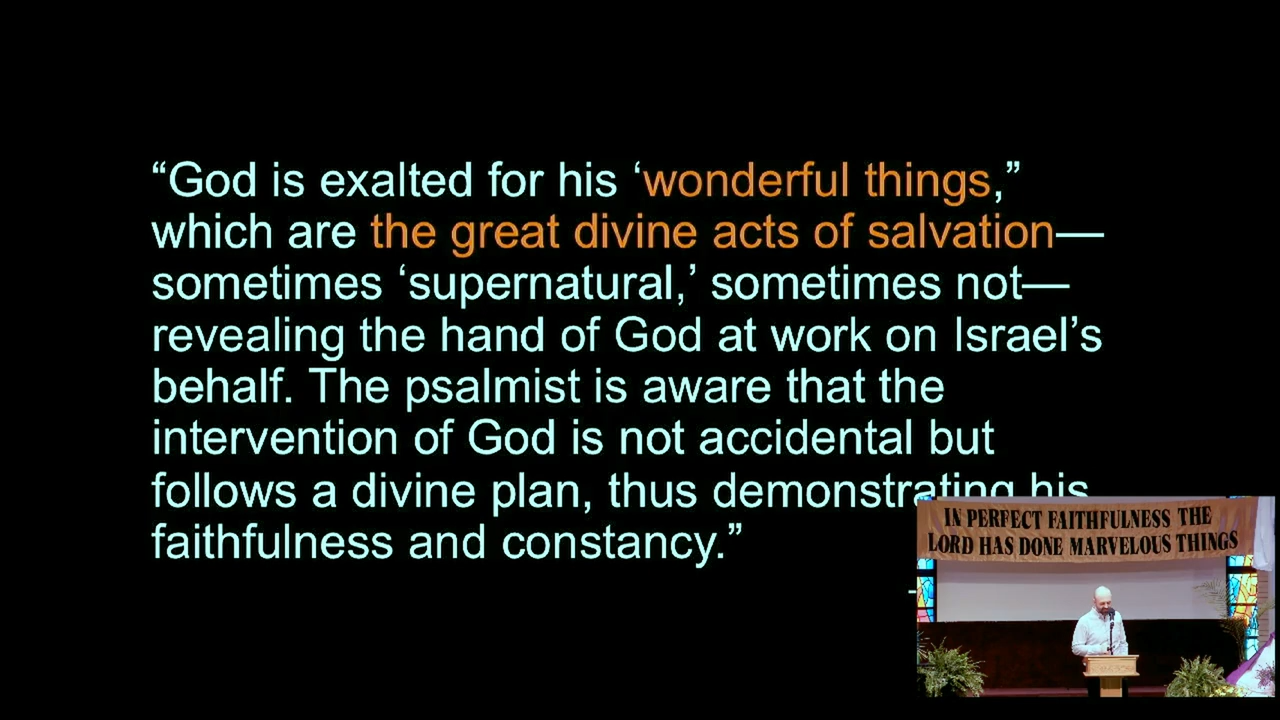 “God is exalted for his ‘wonderful things,”
which are the great divine acts of salvation—
sometimes ‘supernatural,’ sometimes not—
revealing the hand of God at work on Israel’s
behalf. The psalmist is aware that the
intervention of God is not accidental but
follows a divine plan, thus demonstrating his
faithfulness and constancy.”
IN PERFECT FAITHFULNESS THE
LORD HAS DONE MARVELOUS THINGS